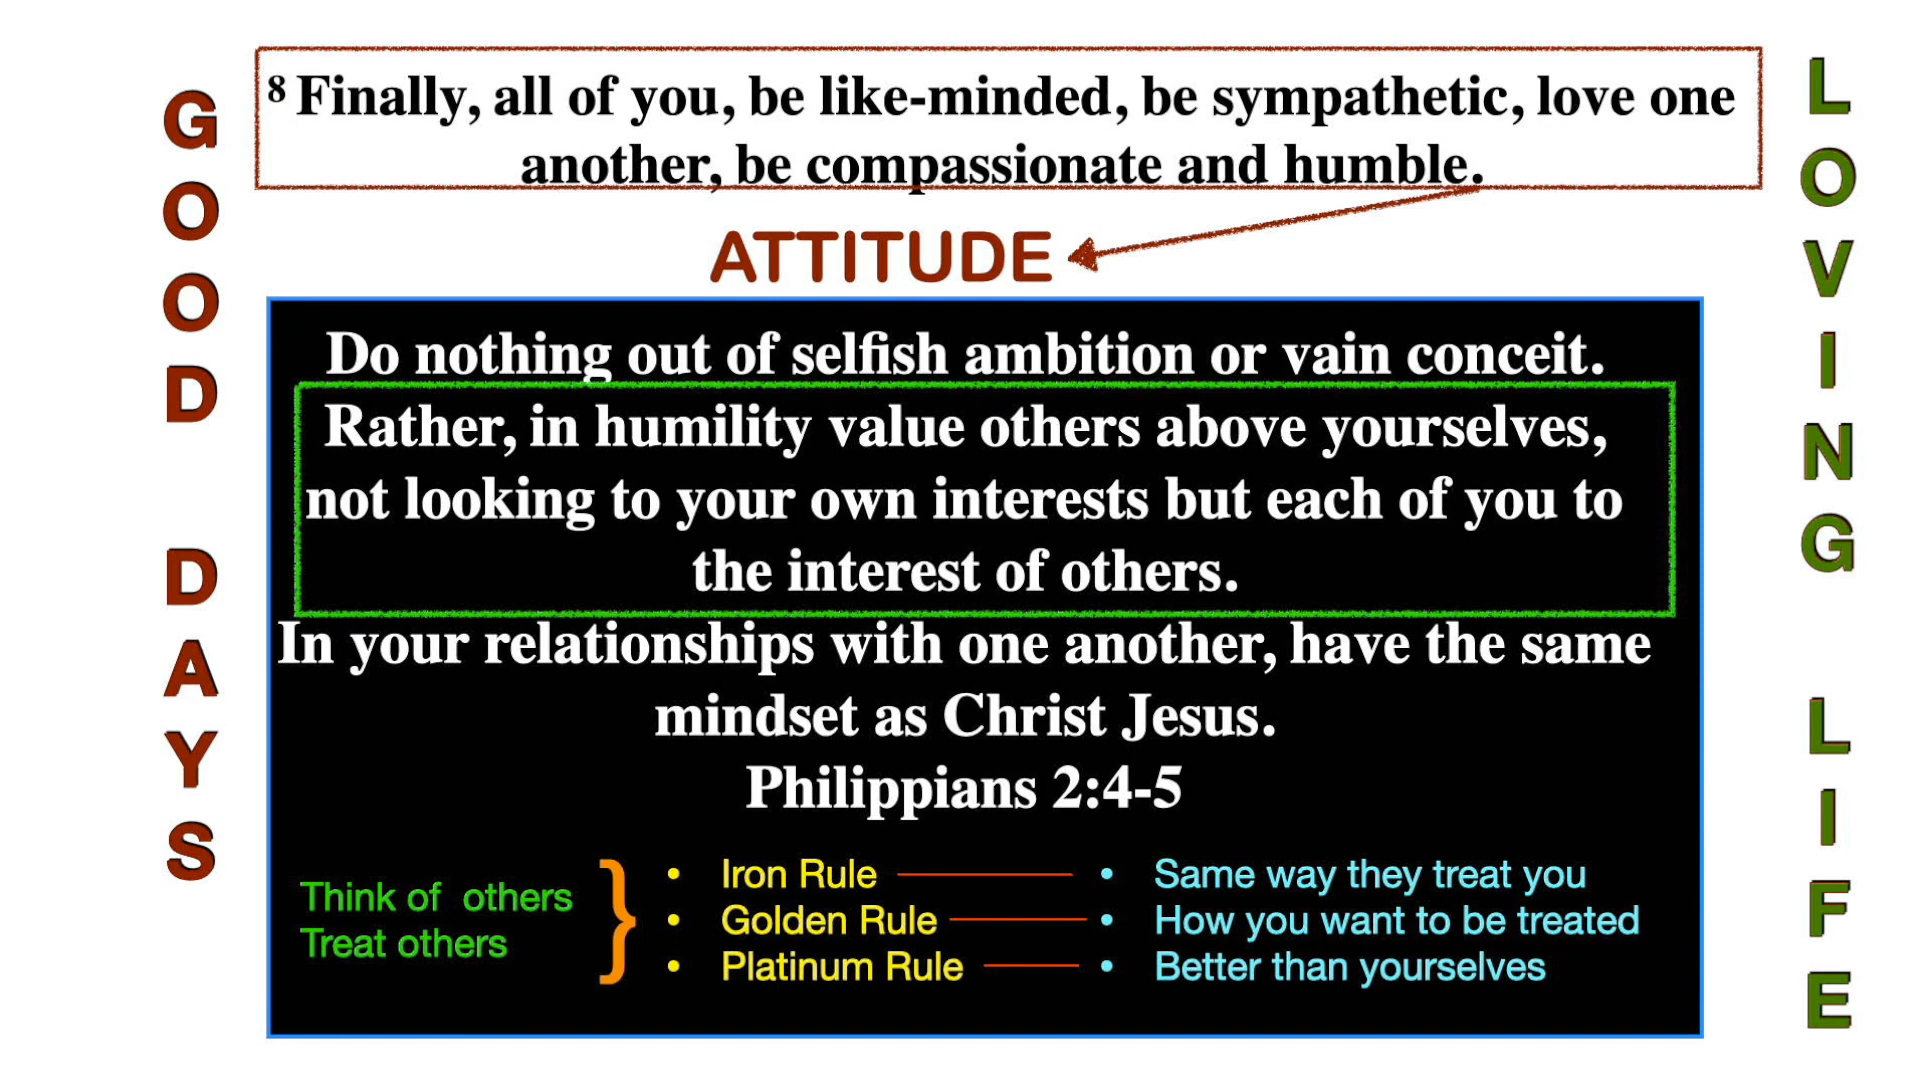 GOOD DAYS
⁸ Finally, all of you, be like-minded, be sympathetic, love one
another, be compassionate and humble.
ATTITUDE
Do nothing out of selfish ambition or vain conceit.
Rather, in humility value others above yourselves,
not looking to your own interests but each of you to
the interest of others.
In your relationships with one another, have the same
mindset as Christ Jesus.
Philippians 2:4-5
Think of others
Treat others
}
• Iron Rule • Same way they treat you
• Golden Rule • How you want to be treated
• Platinum Rule • Better than yourselves
LOVING LIFE